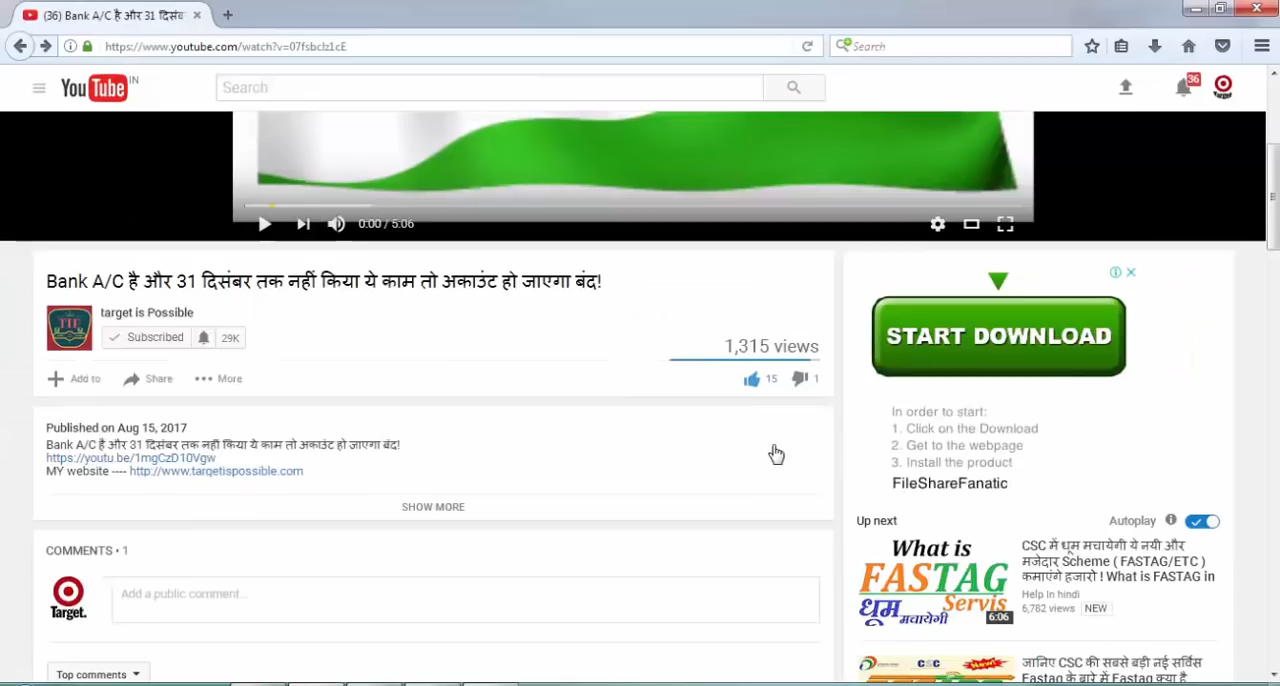 (36) Bank A/C है और 31 दिसंब
https://www.youtube.com/watch?v=07fsbclz1cE
Search
YouTube IN
Search
36
Target
0:00 / 5:06
Bank A/C है और 31 दिसंबर तक नहीं किया ये काम तो अकाउंट हो जाएगा बंद!
TIP
target is Possible
Subscribed 29K
1,315 views
Add to Share More
15 1
Published on Aug 15, 2017
Bank A/C है और 31 दिसंबर तक नहीं किया ये काम तो अकाउंट हो जाएगा बंद!
https://youtu.be/1mgCzD10Vgw
MY website ---- http://www.targetispossible.com
SHOW MORE
COMMENTS • 1
Target.
Add a public comment...
Top comments
START DOWNLOAD
In order to start:
1. Click on the Download
2. Get to the webpage
3. Install the product
FileShareFanatic
Up next
Autoplay
What is
FASTAG
Servis
धूम मचायेगी
6:06
CSC में धूम मचायेगी ये नयी और
मजेदार Scheme ( FASTAG/ETC )
कमाएंगे हजारो ! What is FASTAG in
Help In hindi
6,782 views NEW
CSC New!
जानिए CSC की सबसे बड़ी नई सर्विस
Fastag के बारे में Fastag क्या है